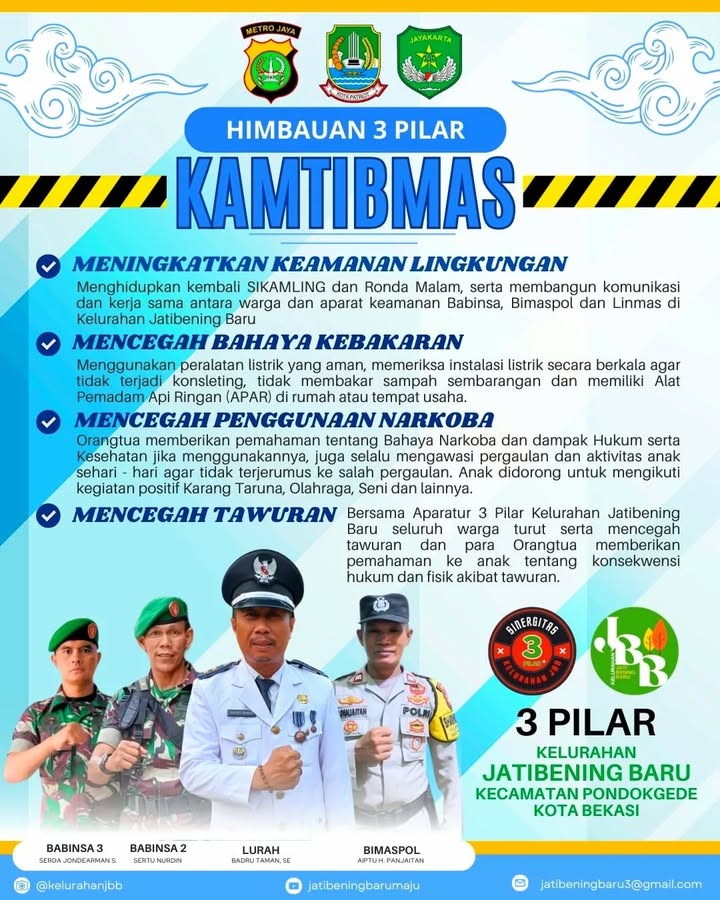 METRO JAYA
KOTA PATRIOT
JAYAKARTA
HIMBAUAN 3 PILAR
KAMTIBMAS
MENINGKATKAN KEAMANAN LINGKUNGAN
Menghidupkan kembali SIKAMLING dan Ronda Malam, serta membangun komunikasi
dan kerja sama antara warga dan aparat keamanan Babinsa, Bimaspol dan Linmas di
Kelurahan Jatibening Baru
MENCEGAH BAHAYA KEBAKARAN
Menggunakan peralatan listrik yang aman, memeriksa instalasi listrik secara berkala agar
tidak terjadi konsleting, tidak membakar sampah sembarangan dan memiliki Alat
Pemadam Api Ringan (APAR) di rumah atau tempat usaha.
MENCEGAH PENGGUNAAN NARKOBA
Orangtua memberikan pemahaman tentang Bahaya Narkoba dan dampak Hukum serta
Kesehatan jika menggunakannya, juga selalu mengawasi pergaulan dan aktivitas anak
sehari - hari agar tidak terjerumus ke salah pergaulan. Anak didorong untuk mengikuti
kegiatan positif Karang Taruna, Olahraga, Seni dan lainnya.
MENCEGAH TAWURAN
Bersama Aparatur 3 Pilar Kelurahan Jatibening
Baru seluruh warga turut serta mencegah
tawuran dan para Orangtua memberikan
pemahaman ke anak tentang konsekwensi
hukum dan fisik akibat tawuran.
PANJAITAN
POLRI
SINERGITAS
3
PILAR
KELURAHAN JBB
JBB
KELURAHAN
JATI
BENING
BARU
3 PILAR
KELURAHAN
JATIBENING BARU
KECAMATAN PONDOKGEDE
KOTA BEKASI
BABINSA 3
SERDA JONDEARMAN S.
BABINSA 2
SERTU NURDIN
LURAH
BADRU TAMAN, SE
BIMASPOL
AIPTU H. PANJAITAN
@kelurahanjbb
jatibeningbarumaju
jatibeningbaru3@gmail.com